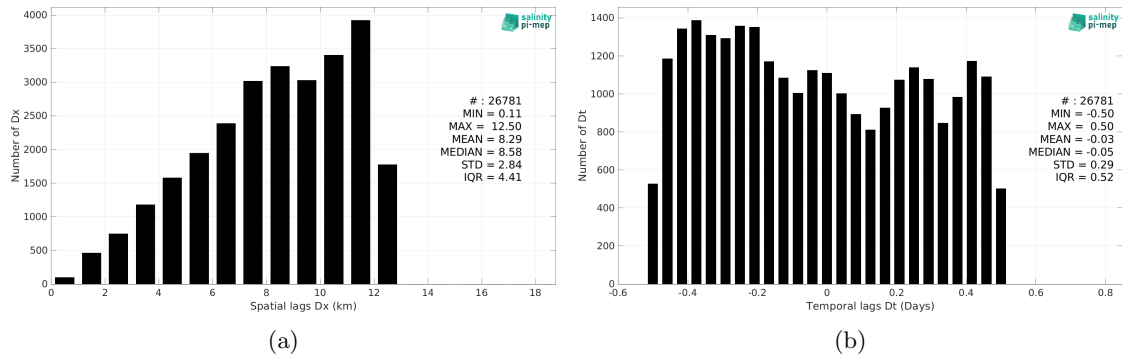 salinity
pi-mep
4000
3500
3000
2500
2000
1500
1000
500
0
Number of Dx
# : 26781
MIN = 0.11
MAX = 12.50
MEAN = 8.29
MEDIAN = 8.58
STD = 2.84
IQR = 4.41
0 2 4 6 8 10 12 14 16 18
Spatial lags Dx (km)
(a)
salinity
pi-mep
1400
1200
1000
800
600
400
200
0
Number of Dt
# : 26781
MIN = -0.50
MAX = 0.50
MEAN = -0.03
MEDIAN = -0.05
STD = 0.29
IQR = 0.52
-0.6 -0.4 -0.2 0 0.2 0.4 0.6 0.8
Temporal lags Dt (Days)
(b)